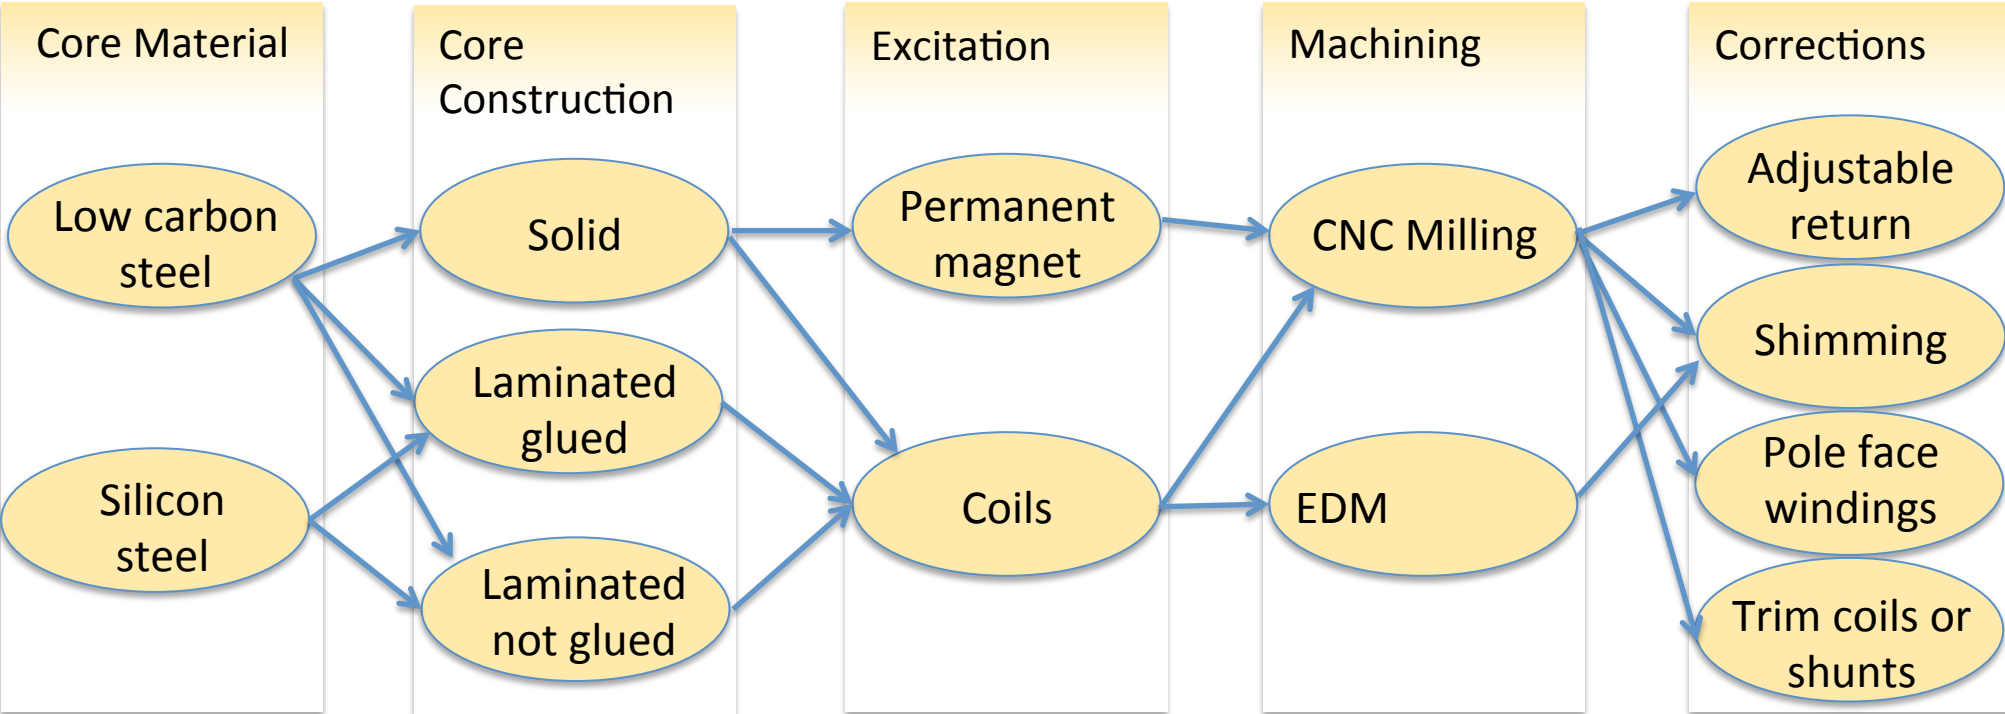 Core Material
Low carbon
steel
Silicon
steel
Core
Construction
Solid
Laminated
glued
Laminated
not glued
Excitation
Permanent
magnet
Coils
Machining
CNC Milling
EDM
Corrections
Adjustable
return
Shimming
Pole face
windings
Trim coils or
shunts